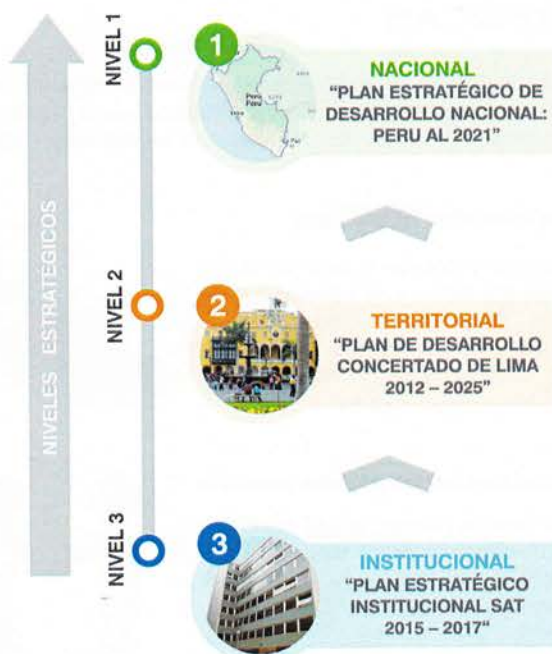 NIVELES ESTRATÉGICOS
NIVEL 1
1
NACIONAL
"PLAN ESTRATÉGICO DE
DESARROLLO NACIONAL:
PERU AL 2021"
NIVEL 2
2
TERRITORIAL
"PLAN DE DESARROLLO
CONCERTADO DE LIMA
2012 – 2025"
NIVEL 3
3
INSTITUCIONAL
"PLAN ESTRATÉGICO
INSTITUCIONAL SAT
2015 – 2017"